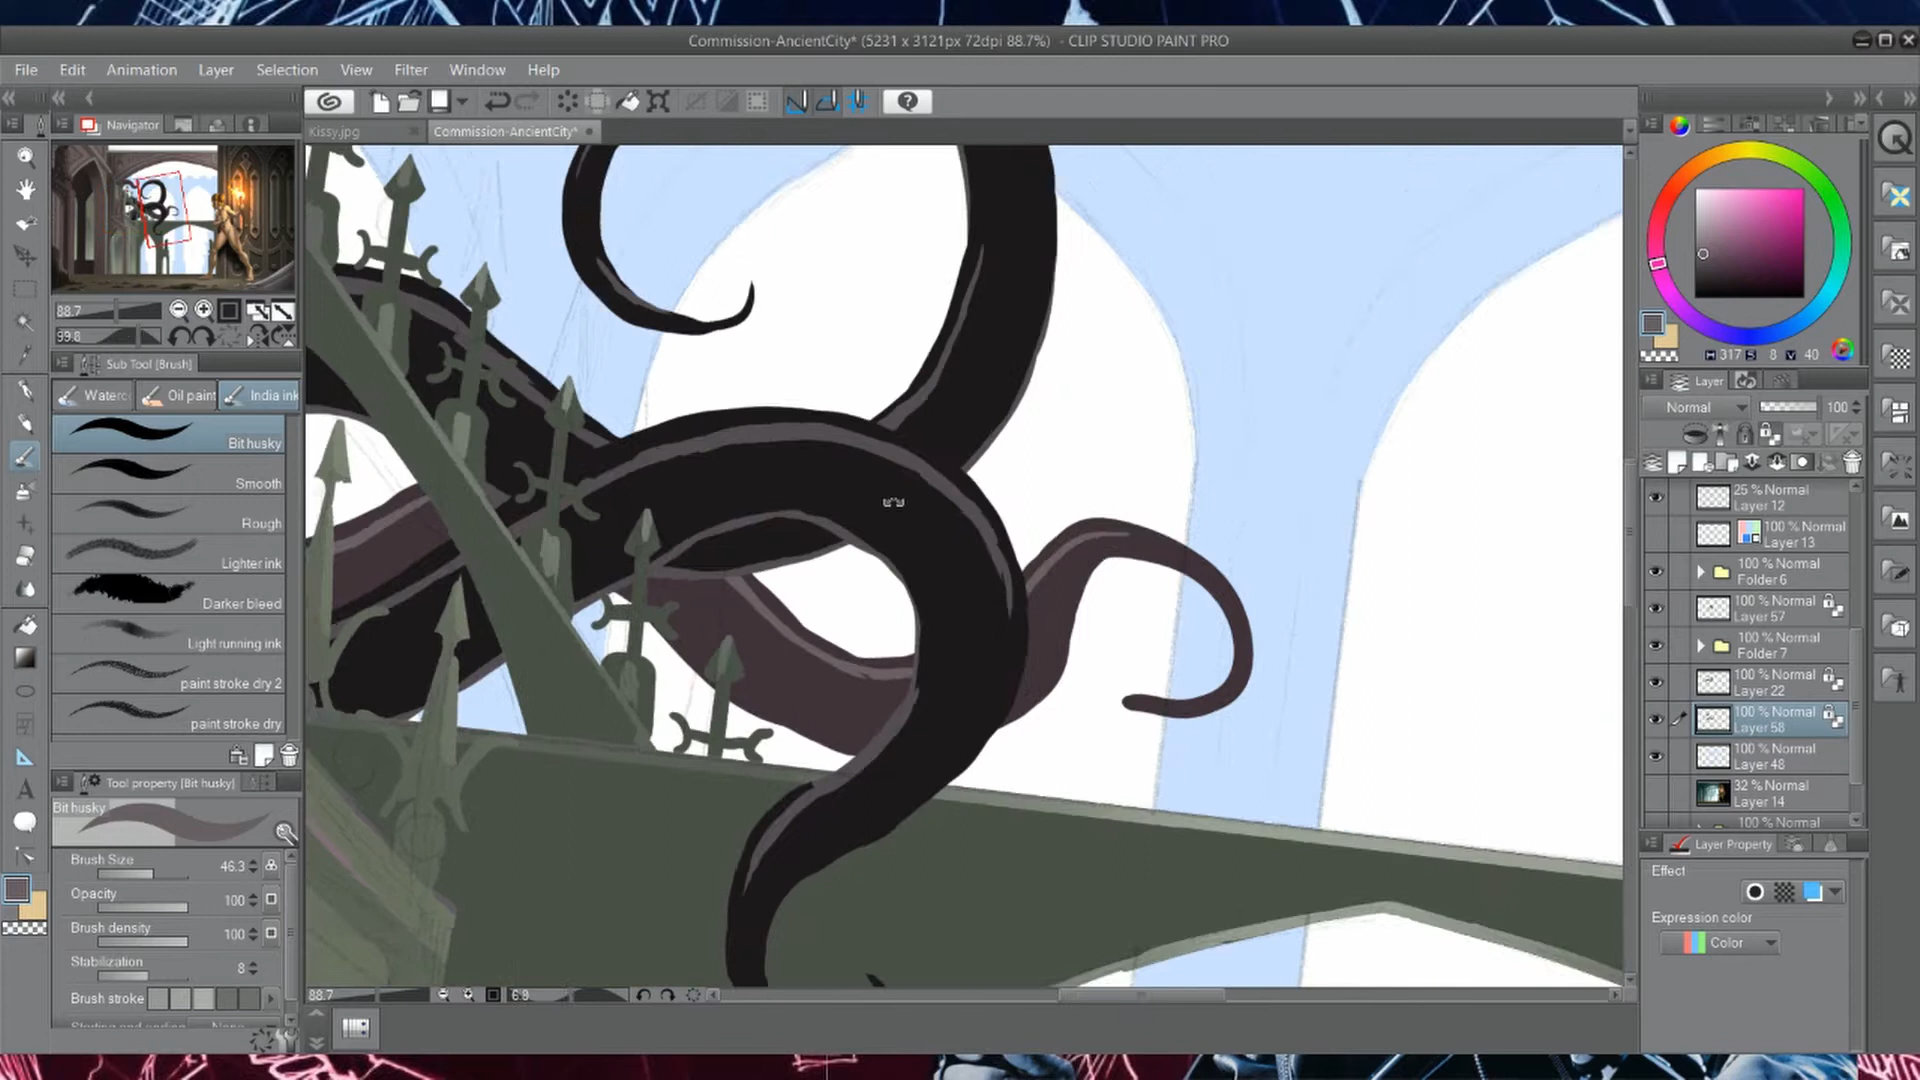 Commission-AncientCity* (5231 x 3121px 72dpi 88.7%) - CLIP STUDIO PAINT PRO
File Edit Animation Layer Selection View Filter Window Help
Navigator
Kissy.jpg
Commission-AncientCity*
88.7
99.8
Sub Tool [Brush]
Waterc Oil paint India ink
Bit husky
Smooth
Rough
Lighter ink
Darker bleed
Light running ink
paint stroke dry 2
paint stroke dry
Tool property [Bit husky]
Bit husky
Brush Size 46.3
Opacity 100
Brush density 100
Stabilization 8
Brush stroke
88.7
6.9
H 317 S 8 V 40
Layer
Normal 100
25 % Normal
Layer 12
100 % Normal
Layer 13
100 % Normal
Folder 6
100 % Normal
Layer 57
100 % Normal
Folder 7
100 % Normal
Layer 22
100 % Normal
Layer 58
100 % Normal
Layer 48
32 % Normal
Layer 14
100 % Normal
Layer Property
Effect
Expression color
Color